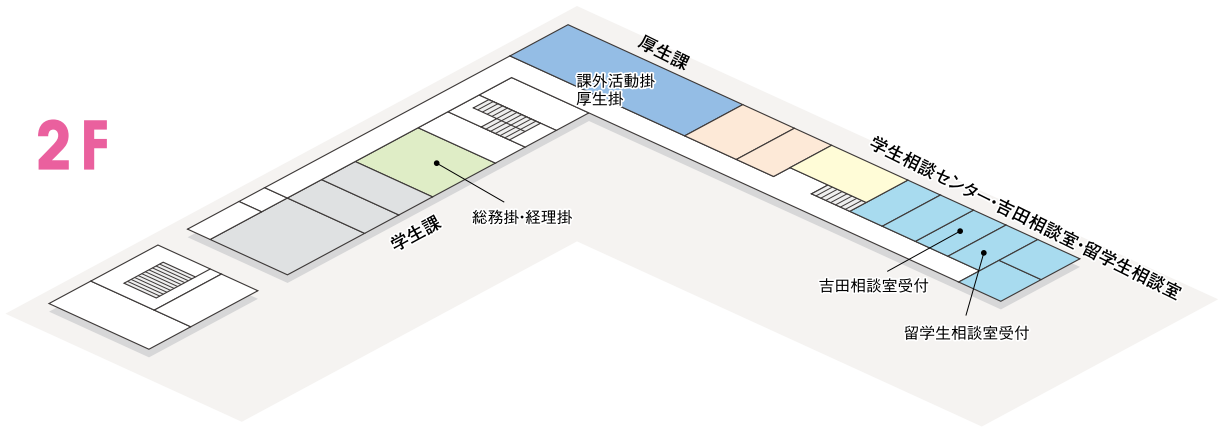 2F
厚生課
課外活動掛
厚生掛
学生相談センター・吉田相談室・留学生相談室
総務掛・経理掛
学生課
吉田相談室受付
留学生相談室受付